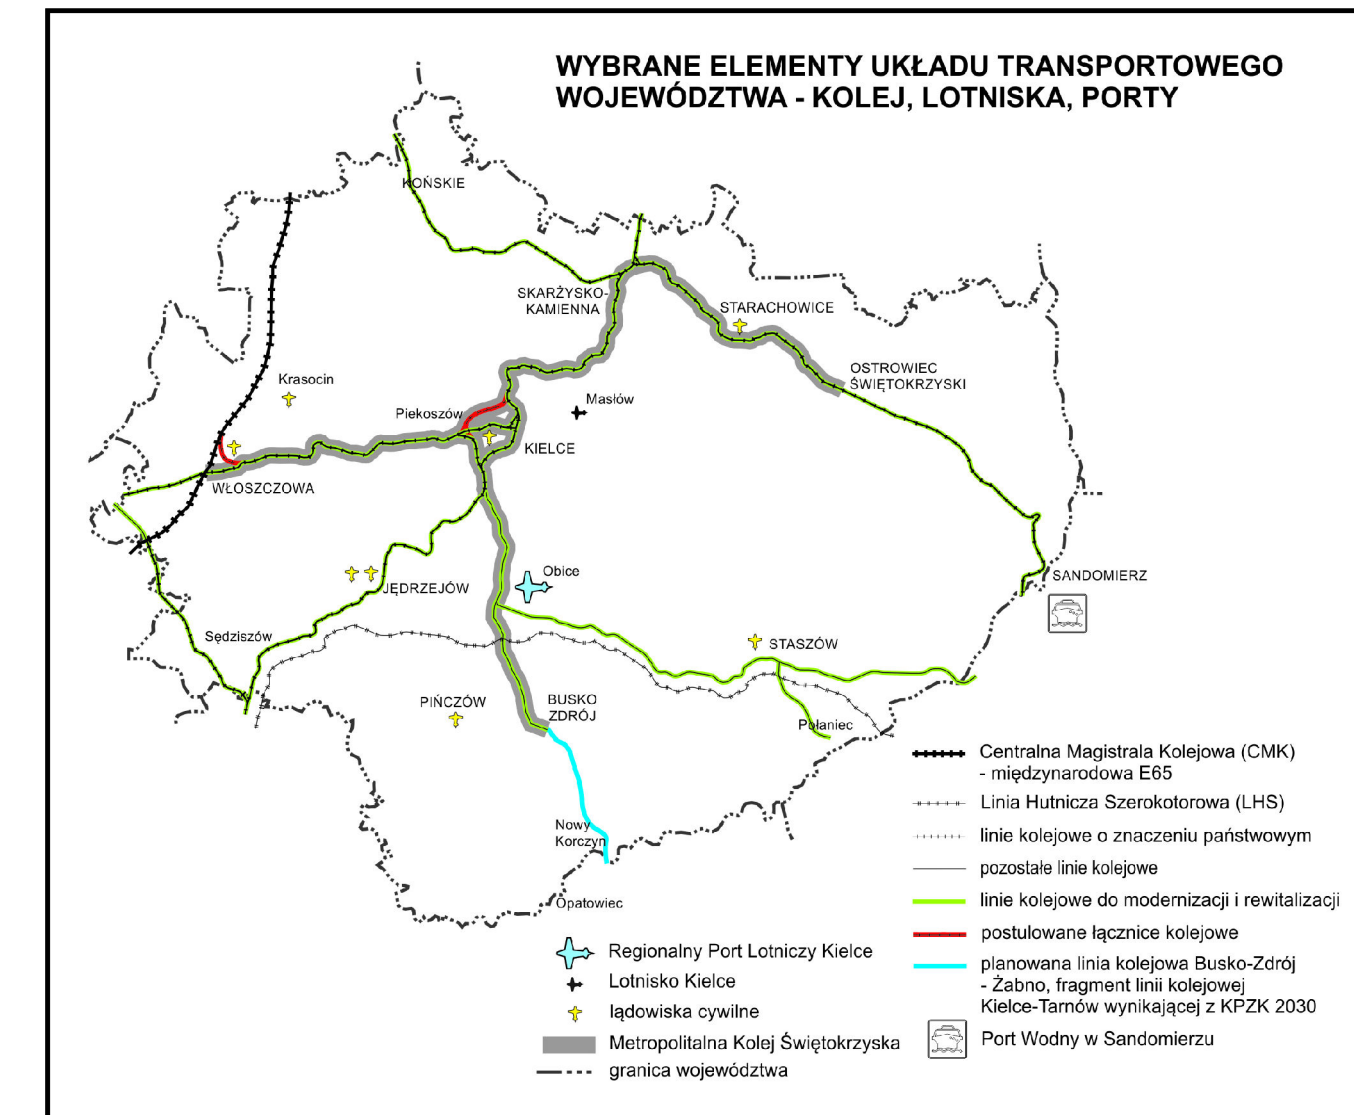 WYBRANE ELEMENTY UKŁADU TRANSPORTOWEGO
WOJEWÓDZTWA - KOLEJ, LOTNISKA, PORTY
KOŃSKIE
SKARŻYSKO-
KAMIENNA
STARACHOWICE
OSTROWIEC
ŚWIĘTOKRZYSKI
Krasocin
Masłów
Piekoszów
KIELCE
WŁOSZCZOWA
Obice
SANDOMIERZ
JĘDRZEJÓW
Sędziszów
STASZÓW
PIŃCZÓW
BUSKO
ZDRÓJ
Połaniec
Nowy
Korczyn
Opatowiec
Regionalny Port Lotniczy Kielce
Lotnisko Kielce
lądowiska cywilne
Metropolitalna Kolej Świętokrzyska
granica województwa
Centralna Magistrala Kolejowa (CMK)
- międzynarodowa E65
Linia Hutnicza Szerokotorowa (LHS)
linie kolejowe o znaczeniu państwowym
pozostałe linie kolejowe
linie kolejowe do modernizacji i rewitalizacji
postulowane łącznice kolejowe
planowana linia kolejowa Busko-Zdrój
- Żabno, fragment linii kolejowej
Kielce-Tarnów wynikającej z KPZK 2030
Port Wodny w Sandomierzu